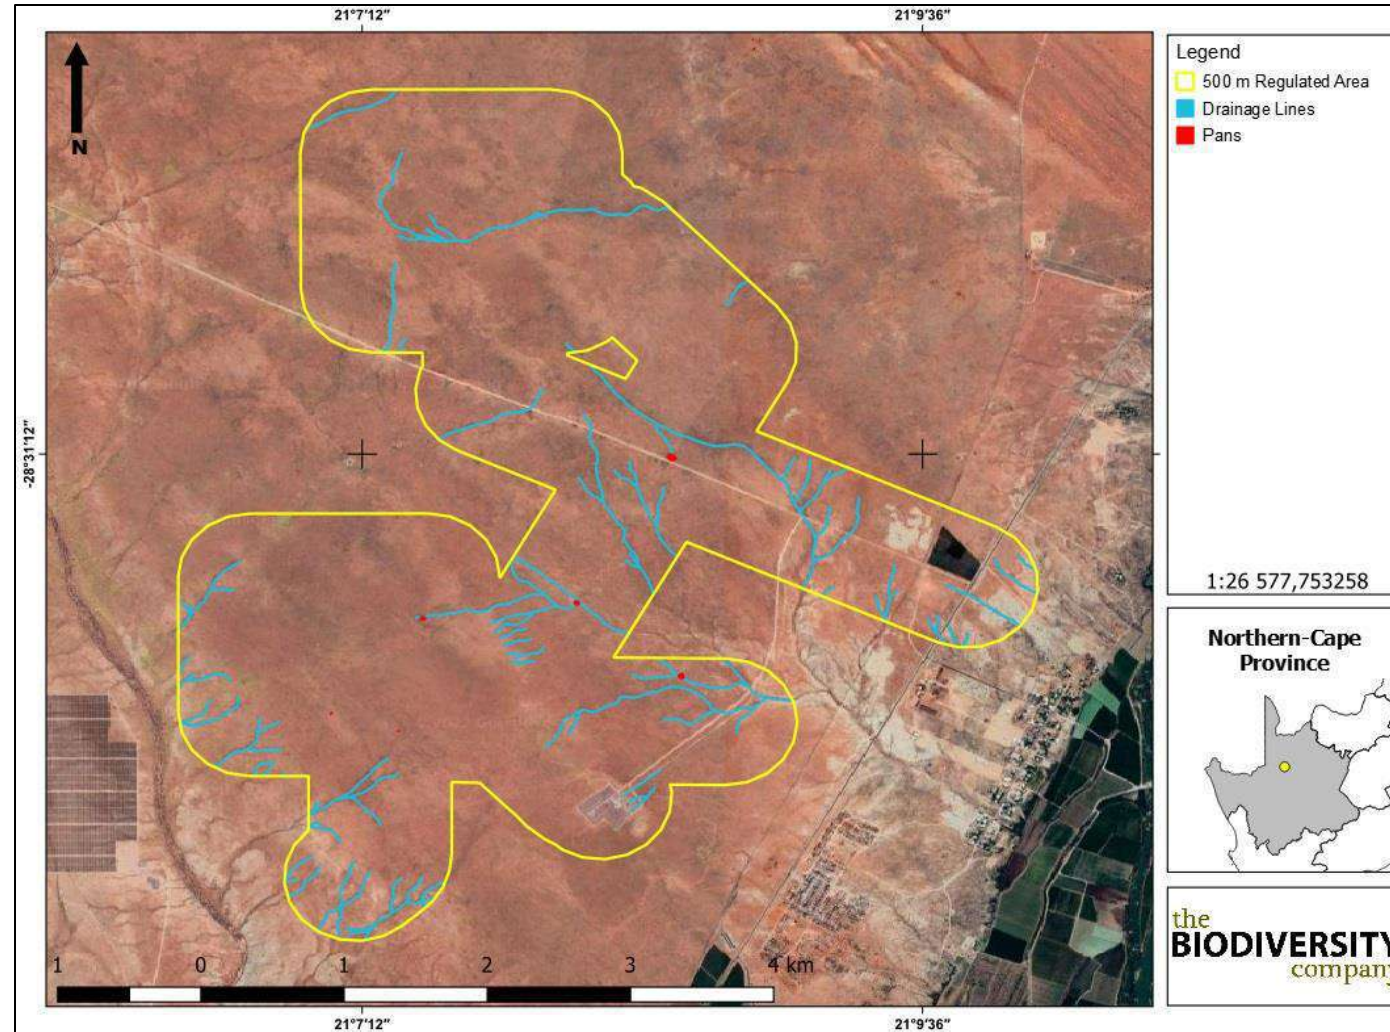 21°7'12" 21°9'36"
N
-28°31'12"
Legend
500 m Regulated Area
Drainage Lines
Pans
1:26 577,753258
Northern-Cape
Province
the
BIODIVERSITY
company
1 0 1 2 3 4 km
21°7'12" 21°9'36"